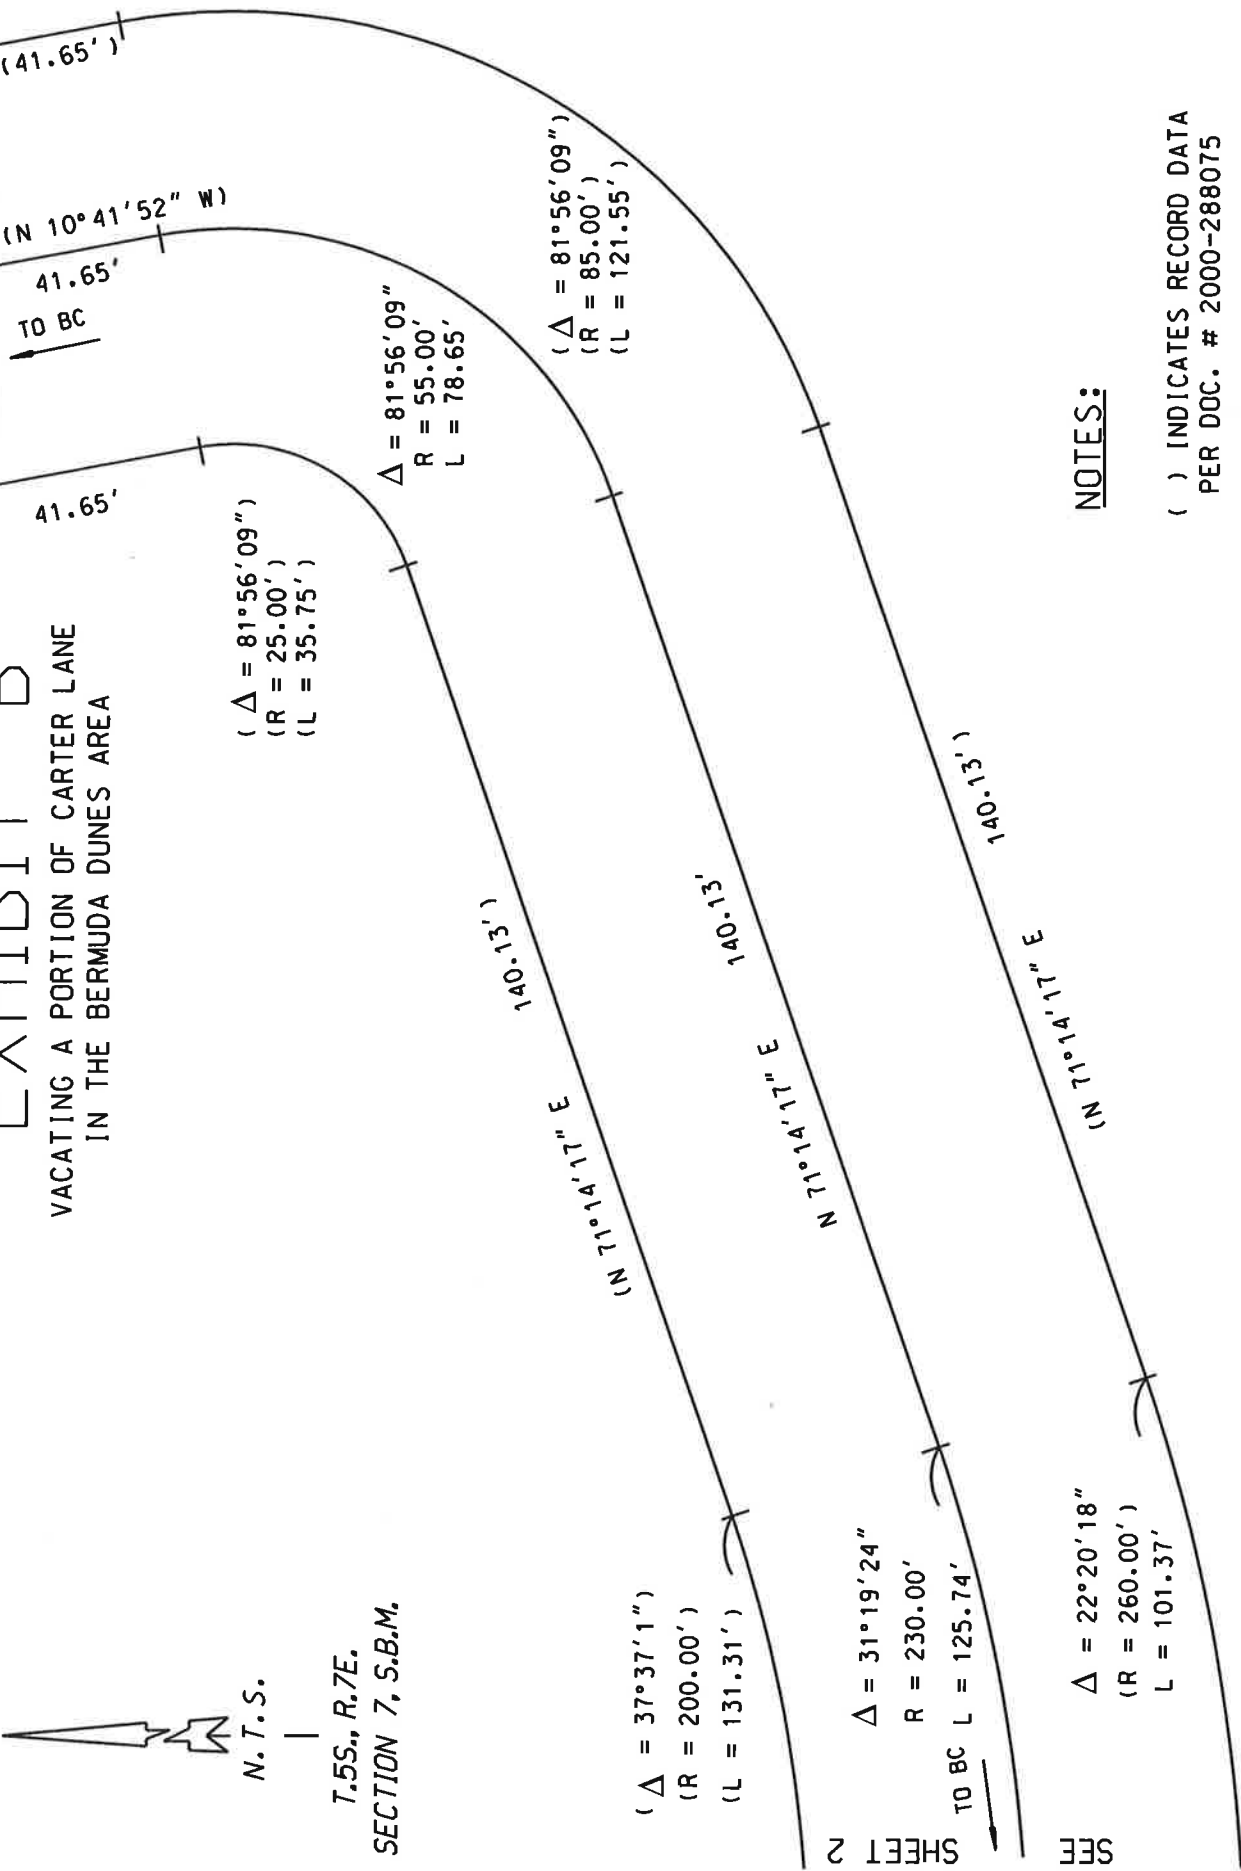 EXHIBIT B
VACATING A PORTION OF CARTER LANE
IN THE BERMUDA DUNES AREA
N.T.S.
T.5S., R.7E.
SECTION 7, S.B.M.
(41.65')
(N 10°41'52" W)
41.65'
TO BC
41.65'
(Δ = 81°56'09")
(R = 25.00')
(L = 35.75')
Δ = 81°56'09"
R = 55.00'
L = 78.65'
(Δ = 81°56'09")
(R = 85.00')
(L = 121.55')
(N 71°14'17" E
140.13')
N 71°14'17" E
140.13'
(N 71°14'17" E
140.13')
(Δ = 37°37'1")
(R = 200.00')
(L = 131.31')
Δ = 31°19'24"
R = 230.00'
L = 125.74'
TO BC
Δ = 22°20'18"
(R = 260.00')
L = 101.37'
SEE
SHEET 2
NOTES:
( ) INDICATES RECORD DATA
PER DOC. # 2000-288075